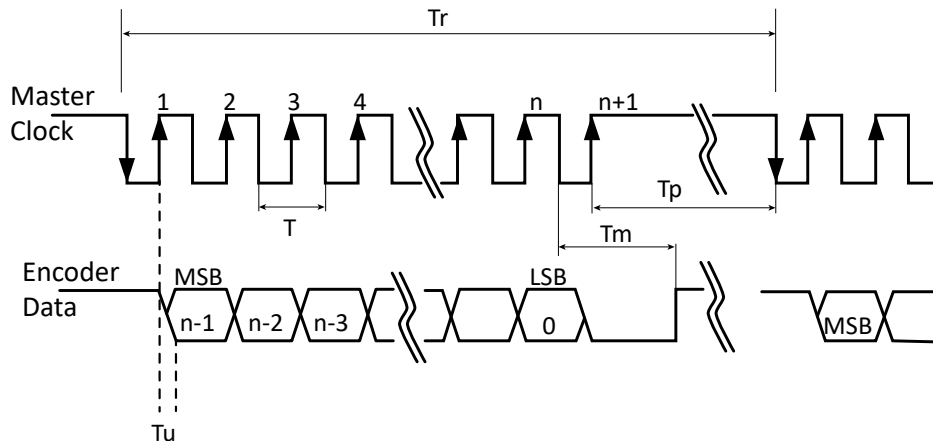 Tr
Master
Clock
1 2 3 4 n n+1
T
Tp
Tm
Encoder
Data
MSB LSB
n-1 n-2 n-3 0 MSB
Tu